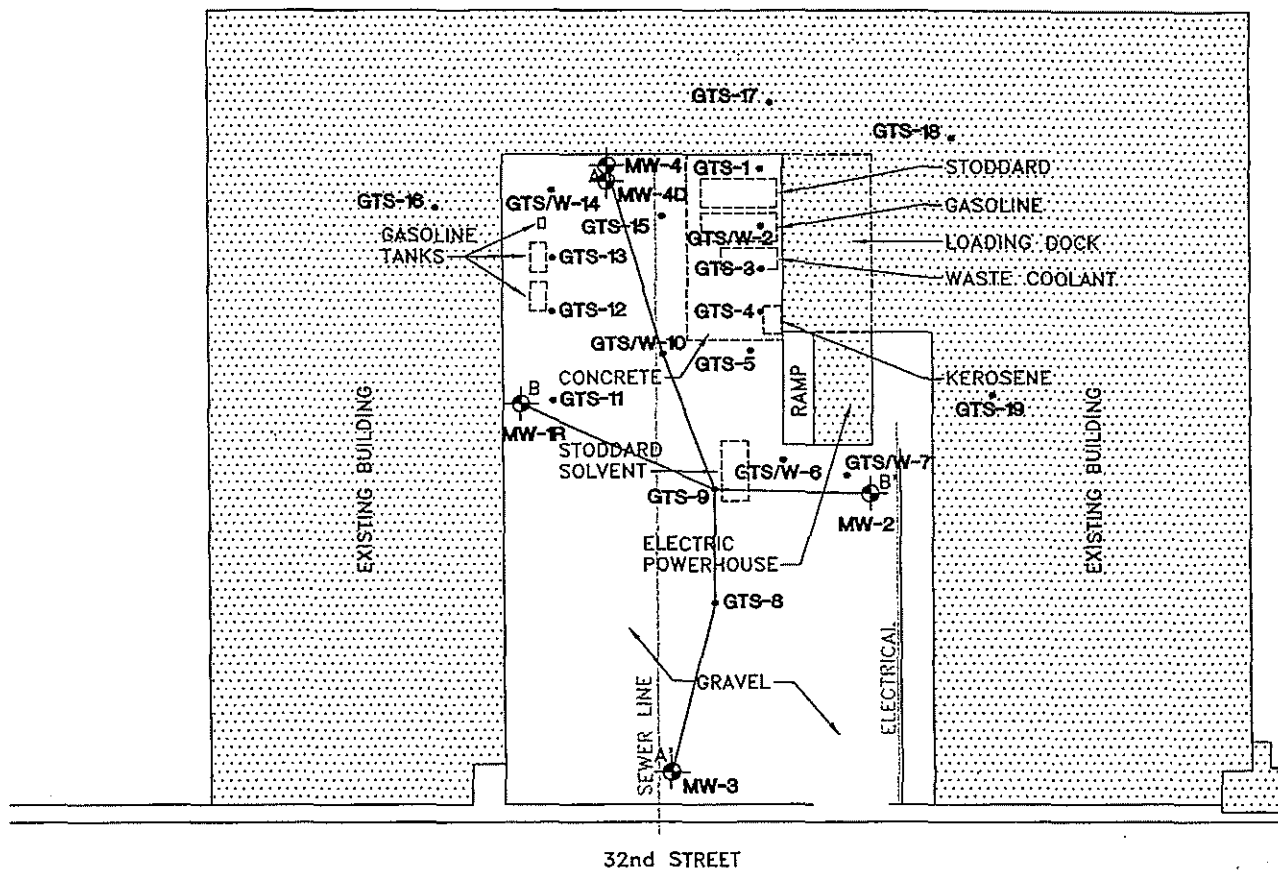 GTS-17
GTS-18
MW-4
GTS-1
STODDARD
A
MW-4D
GTS/W-14
GTS-16
GTS-15
GASOLINE
GASOLINE
TANKS
GTS/W-2
LOADING DOCK
GTS-13
GTS-3
WASTE COOLANT
GTS-12
GTS-4
GTS/W-10
GTS-5
CONCRETE
RAMP
KEROSENE
GTS-19
B
GTS-11
MW-1R
EXISTING BUILDING
STODDARD
SOLVENT
GTS/W-6
GTS/W-7
GTS-9
B'
MW-2
EXISTING BUILDING
ELECTRIC
POWERHOUSE
GTS-8
GRAVEL
SEWER LINE
ELECTRICAL
A
MW-3
32nd STREET